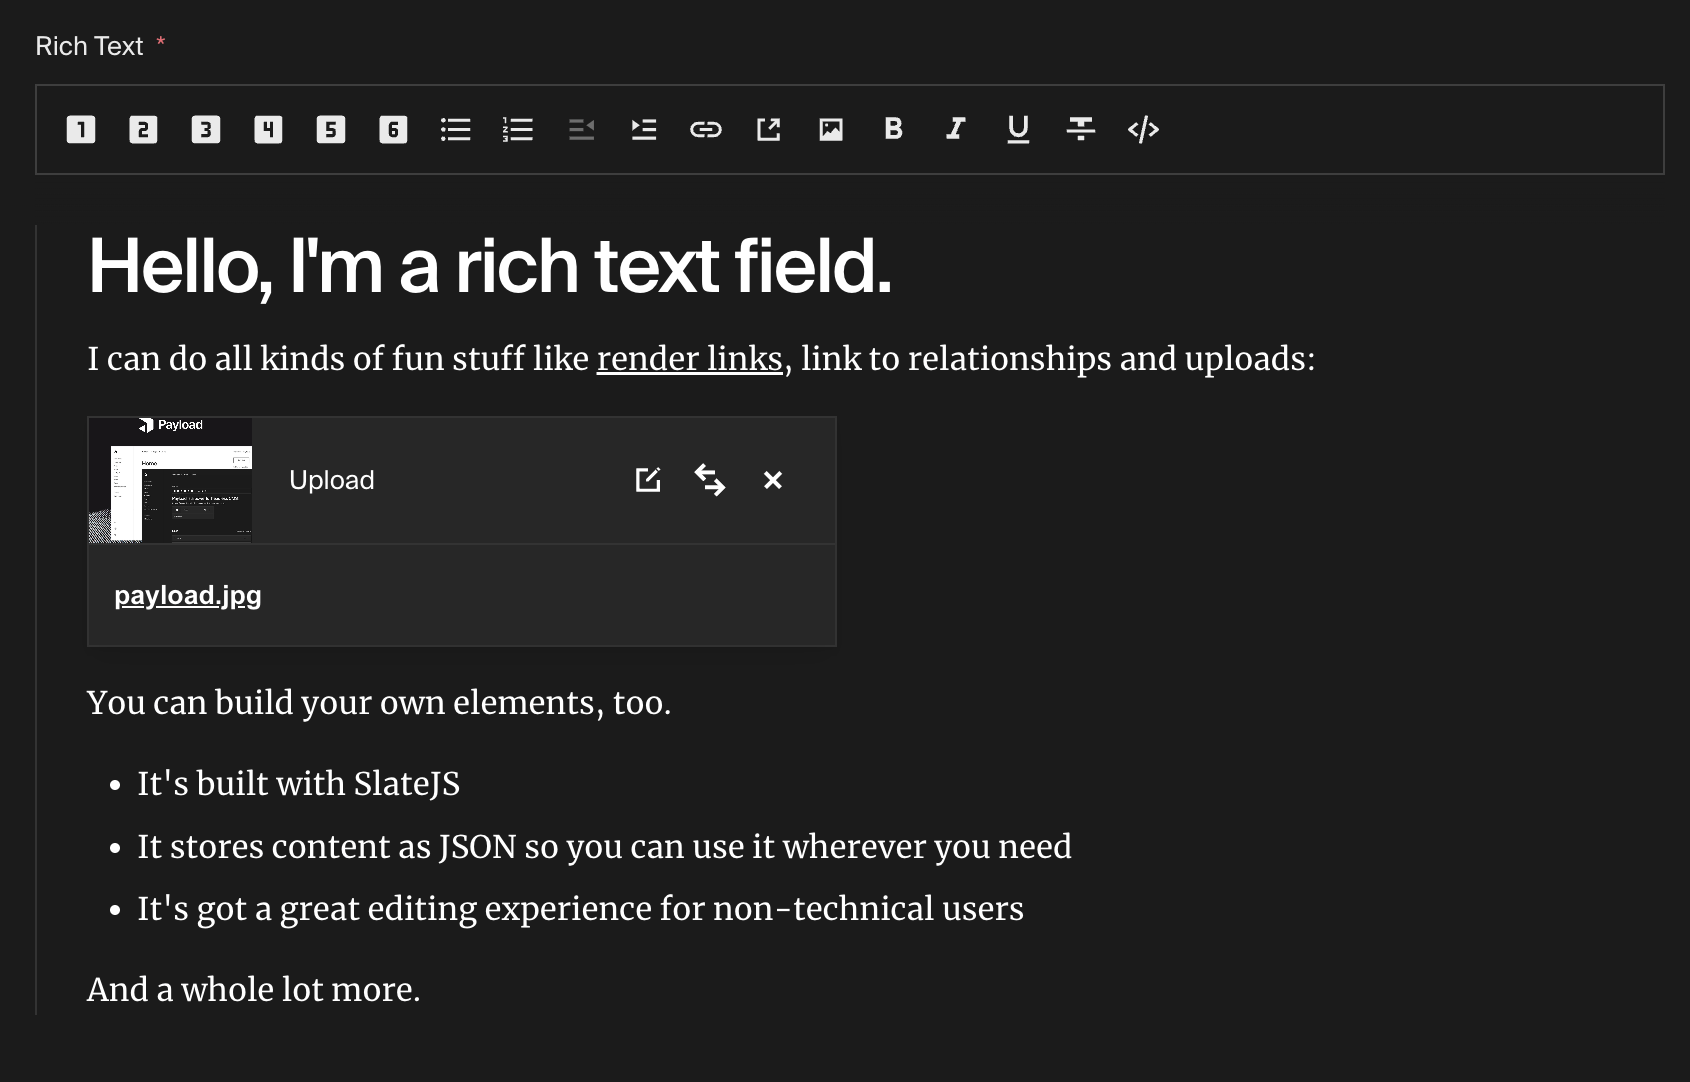 Rich Text *
1 2 3 4 5 6 B I U </>
Hello, I'm a rich text field.
I can do all kinds of fun stuff like render links, link to relationships and uploads:
Payload
Home
Upload
payload.jpg
You can build your own elements, too.
• It's built with SlateJS
• It stores content as JSON so you can use it wherever you need
• It's got a great editing experience for non-technical users
And a whole lot more.